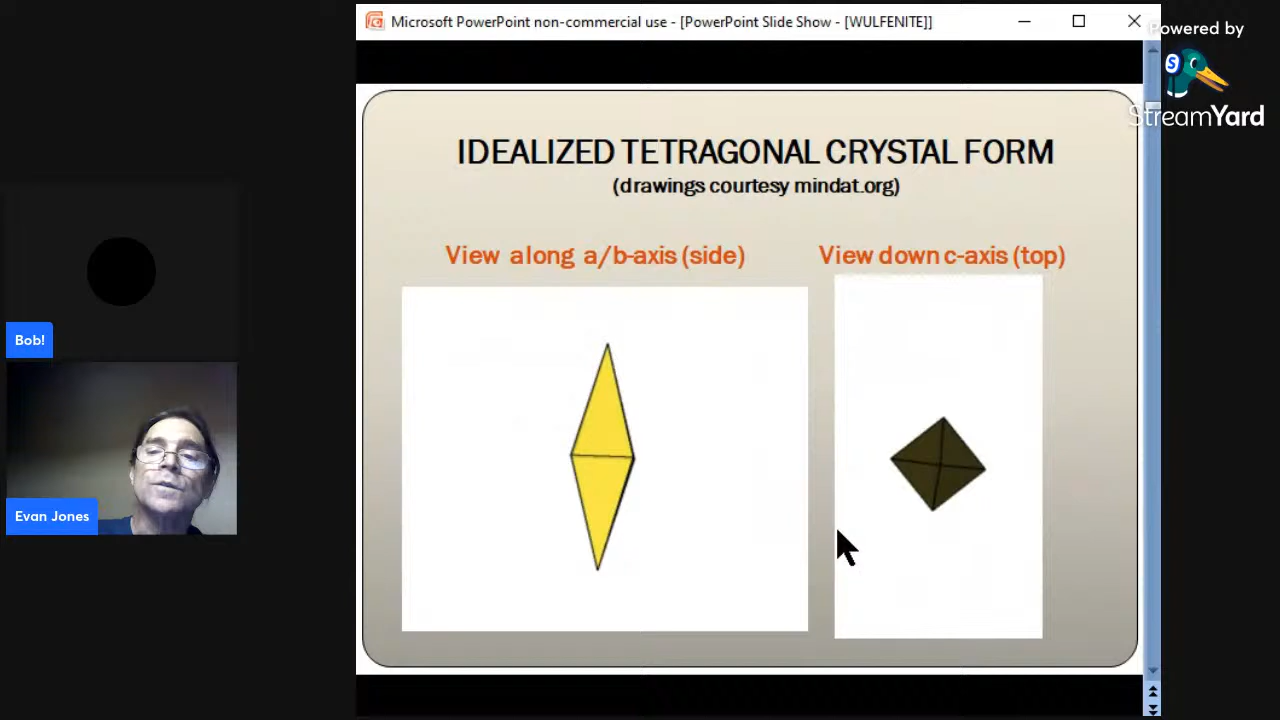 Microsoft PowerPoint non-commercial use - [PowerPoint Slide Show - [WULFENITE]]
Powered by
S
StreamYard
IDEALIZED TETRAGONAL CRYSTAL FORM
(drawings courtesy mindat.org)
View along a/b-axis (side)
View down c-axis (top)
Bob!
Evan Jones